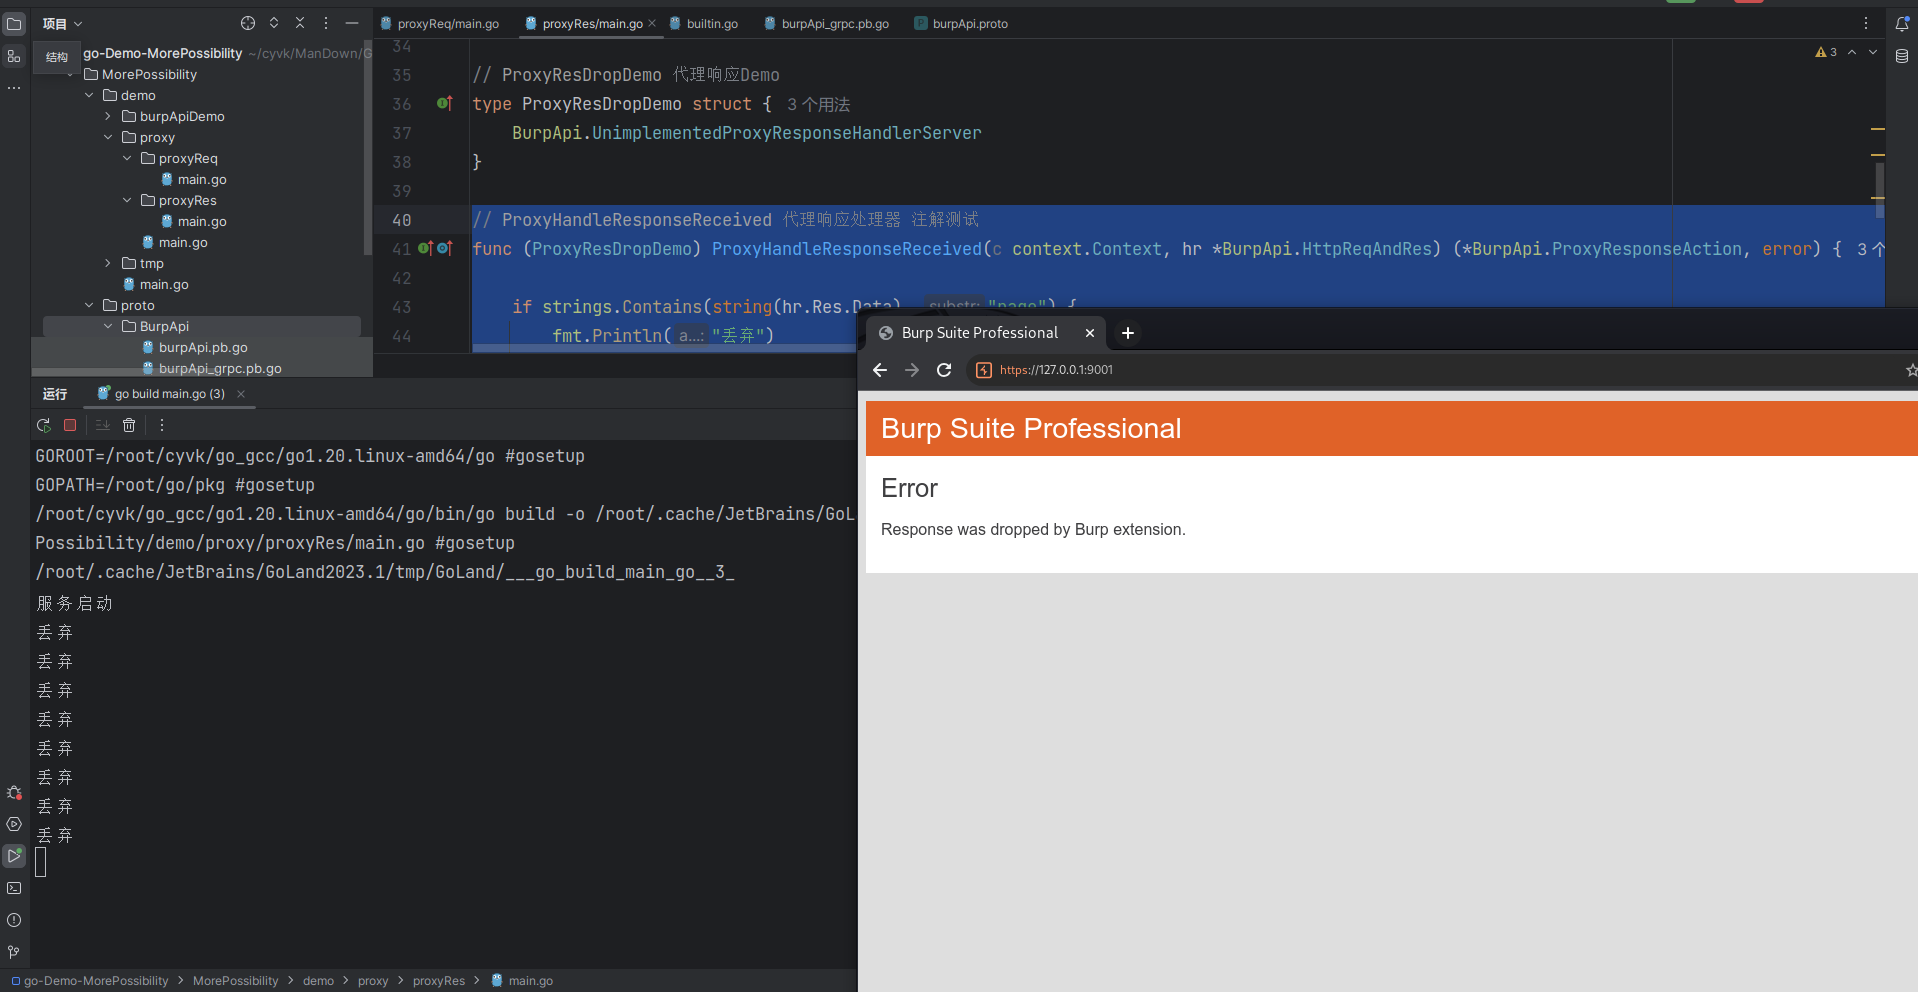 项目
proxyReq/main.go
proxyRes/main.go
builtin.go
burpApi_grpc.pb.go
burpApi.proto
结构
go-Demo-MorePossibility ~/cyvk/ManDown/G
MorePossibility
demo
burpApiDemo
proxy
proxyReq
main.go
proxyRes
main.go
main.go
tmp
main.go
proto
BurpApi
burpApi.pb.go
burpApi_grpc.pb.go
3
34
35 // ProxyResDropDemo 代理响应Demo
36 type ProxyResDropDemo struct { 3 个用法
37 BurpApi.UnimplementedProxyResponseHandlerServer
38 }
39
40 // ProxyHandleResponseReceived 代理响应处理器 注解测试
41 func (ProxyResDropDemo) ProxyHandleResponseReceived(c context.Context, hr *BurpApi.HttpReqAndRes) (*BurpApi.ProxyResponseAction, error) { 3 个
42
43 if strings.Contains(string(hr.Res.Data), substr: "page") {
44 fmt.Println( a...: "丢弃")
运行
go build main.go (3)
GOROOT=/root/cyvk/go_gcc/go1.20.linux-amd64/go #gosetup
GOPATH=/root/go/pkg #gosetup
/root/cyvk/go_gcc/go1.20.linux-amd64/go/bin/go build -o /root/.cache/JetBrains/GoL
Possibility/demo/proxy/proxyRes/main.go #gosetup
/root/.cache/JetBrains/GoLand2023.1/tmp/GoLand/___go_build_main_go__3_
服务启动
丢弃
丢弃
丢弃
丢弃
丢弃
丢弃
丢弃
丢弃
Burp Suite Professional
https://127.0.0.1:9001
Burp Suite Professional
Error
Response was dropped by Burp extension.
go-Demo-MorePossibility > MorePossibility > demo > proxy > proxyRes > main.go